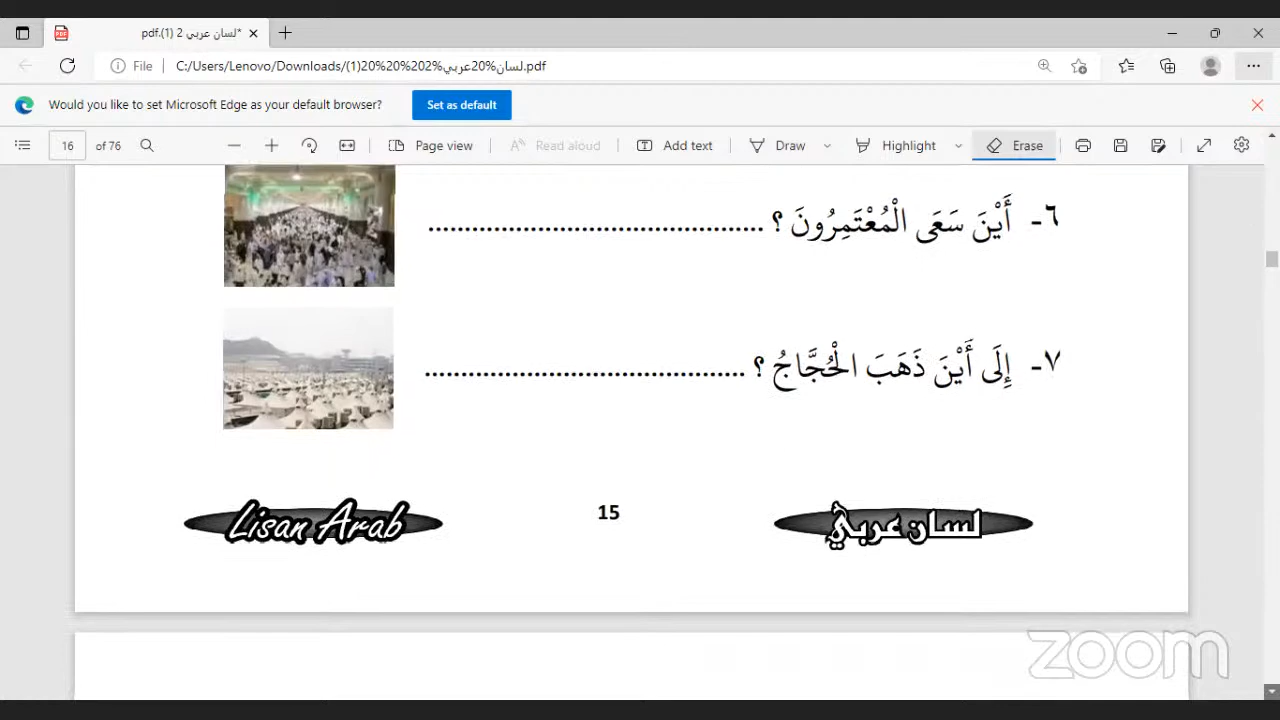 *لسان عربي 2 (1).pdf
File C:/Users/Lenovo/Downloads/(1)20%20%202%لسان%20عربي.pdf
Would you like to set Microsoft Edge as your default browser? Set as default
16 of 76 Page view Read aloud Add text Draw Highlight Erase
٦- أَيْنَ سَعَى الْمُعْتَمِرُونَ ؟ ..............................................
٧- إِلَى أَيْنَ ذَهَبَ الْحُجَّاجُ ؟ ............................................
Lisan Arab 15 لسان عربي
zoom